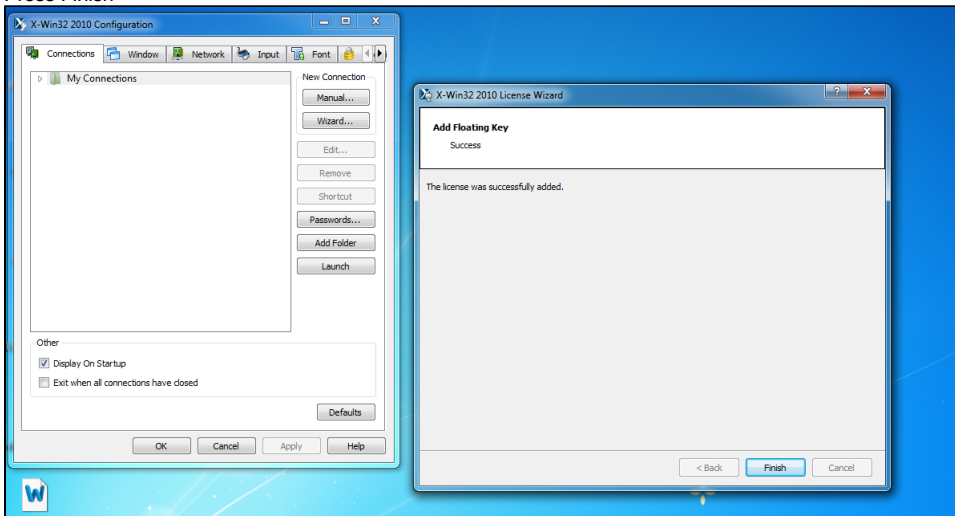 Press Finish
X-Win32 2010 Configuration
Connections Window Network Input Font
My Connections
New Connection
Manual...
Wizard...
Edit...
Remove
Shortcut
Passwords...
Add Folder
Launch
Other
Display On Startup
Exit when all connections have closed
Defaults
OK Cancel Apply Help
X-Win32 2010 License Wizard
Add Floating Key
Success
The license was successfully added.
< Back Finish Cancel
W